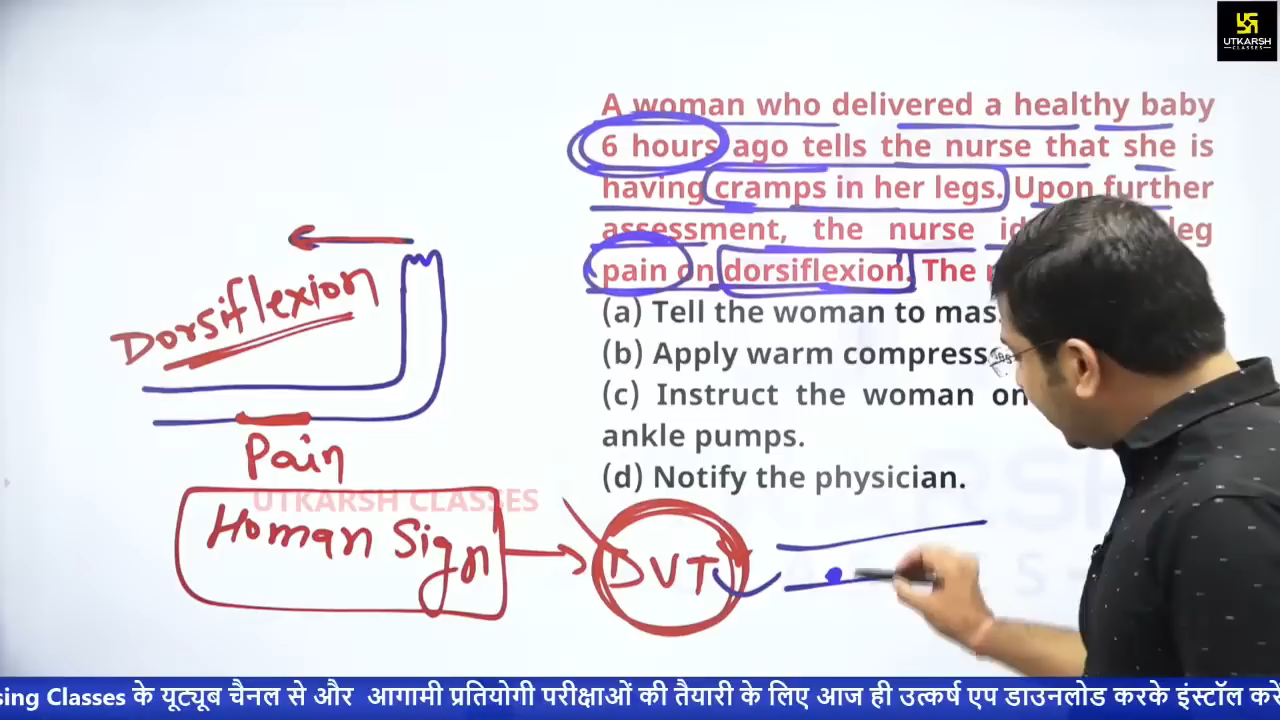 UTKARSH
CLASSES
A woman who delivered a healthy baby
6 hours ago tells the nurse that she is
having cramps in her legs. Upon further
assessment, the nurse leg
pain on dorsiflexion. The
(a) Tell the woman to
(b) Apply warm
(c) Instruct the woman on
ankle pumps.
(d) Notify the physician.
Dorsiflexion
Pain
UTKARSH CLASSES
Homan Sign
DVT
Classes के यूट्यूब चैनल से और आगामी प्रतियोगी परीक्षाओं की तैयारी के लिए आज ही उत्कर्ष एप डाउनलोड करके इंस्टॉल करें